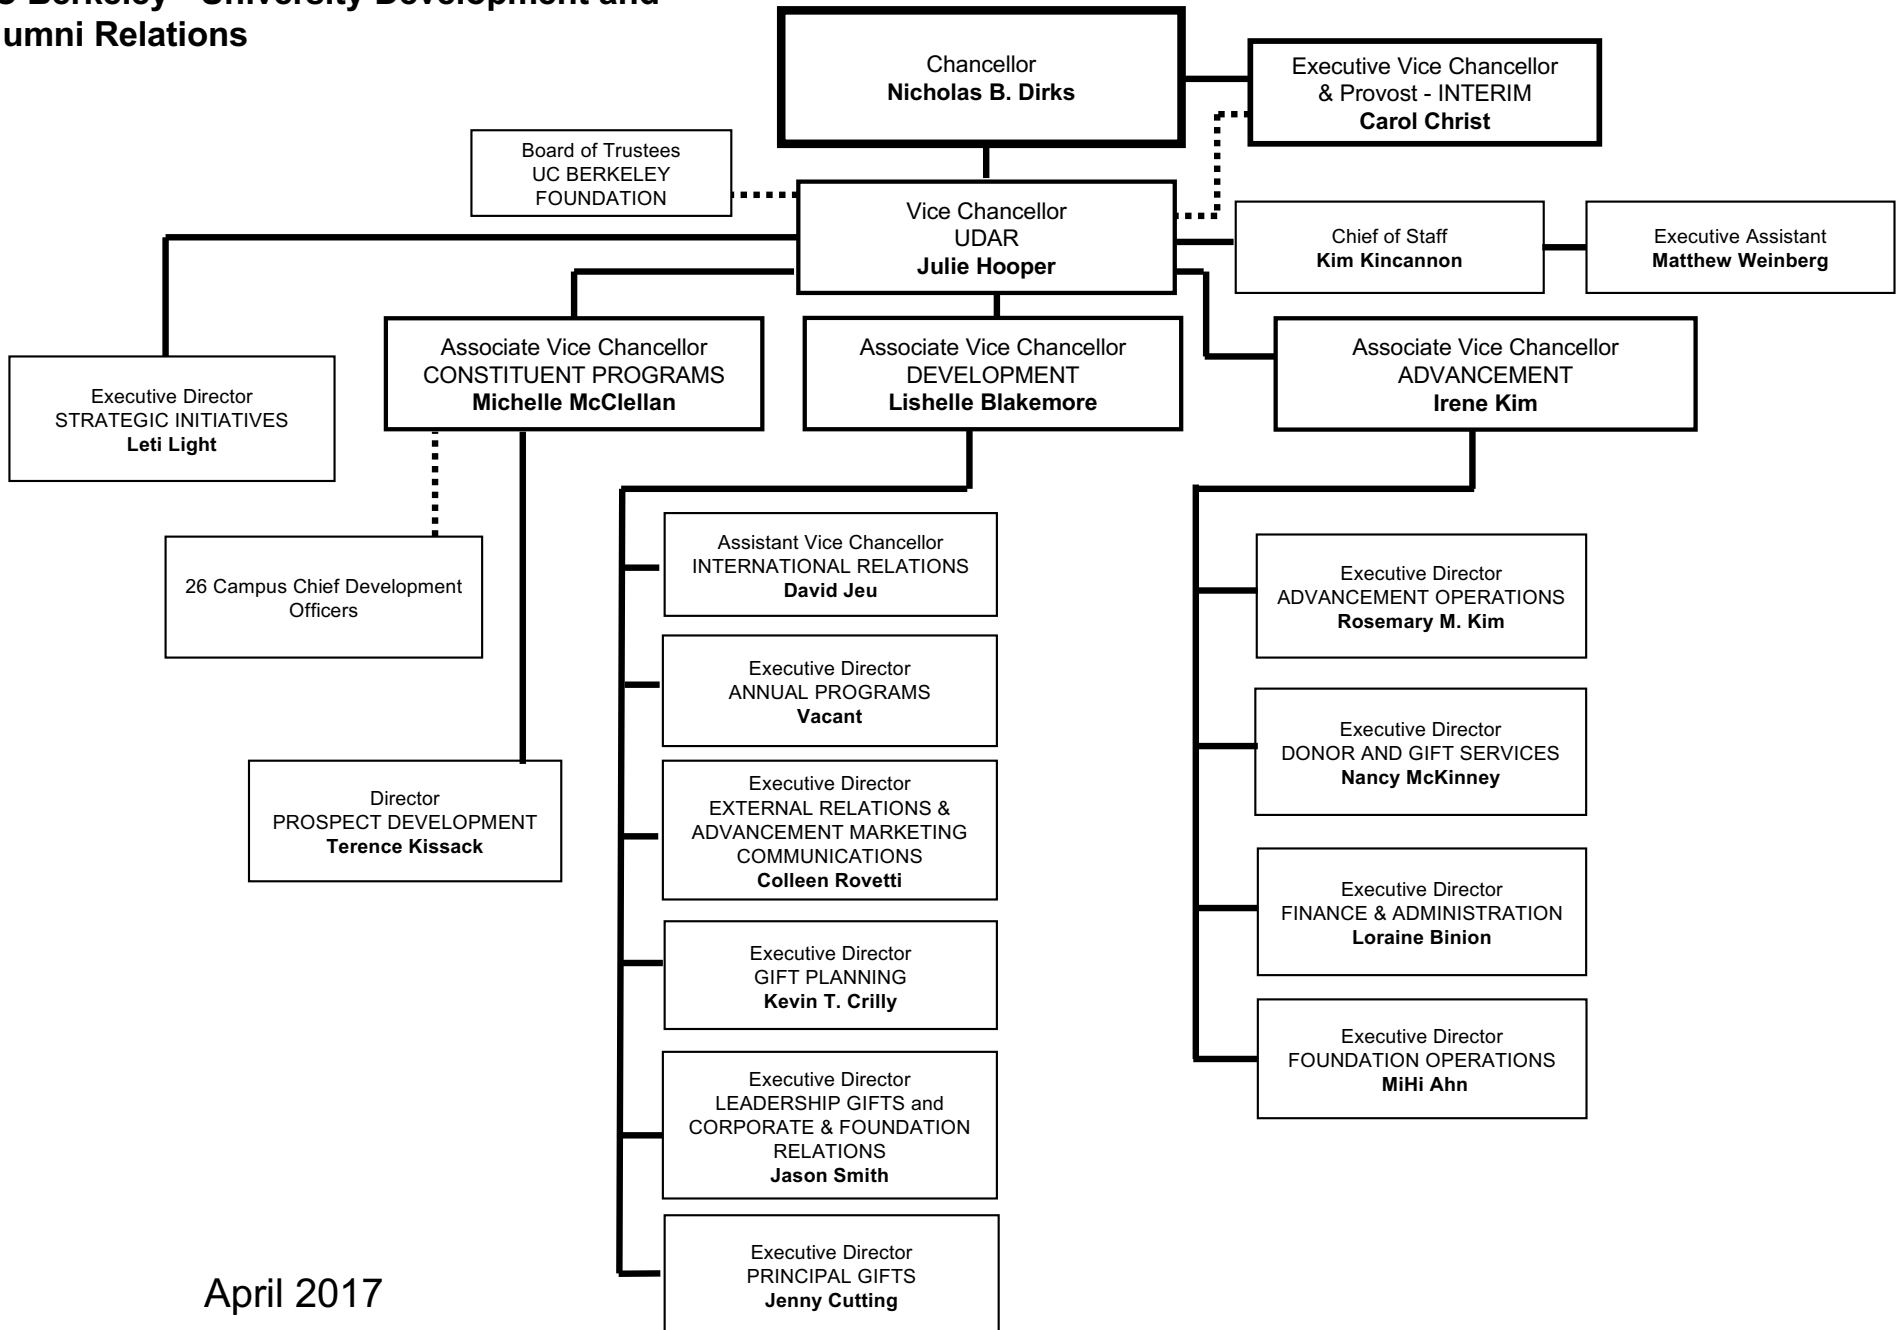 Berkeley - University Development and
umni Relations
Chancellor
Nicholas B. Dirks
Executive Vice Chancellor
& Provost - INTERIM
Carol Christ
Board of Trustees
UC BERKELEY
FOUNDATION
Vice Chancellor
UDAR
Julie Hooper
Chief of Staff
Kim Kincannon
Executive Assistant
Matthew Weinberg
Executive Director
STRATEGIC INITIATIVES
Leti Light
Associate Vice Chancellor
CONSTITUENT PROGRAMS
Michelle McClellan
Associate Vice Chancellor
DEVELOPMENT
Lishelle Blakemore
Associate Vice Chancellor
ADVANCEMENT
Irene Kim
26 Campus Chief Development
Officers
Director
PROSPECT DEVELOPMENT
Terence Kissack
Assistant Vice Chancellor
INTERNATIONAL RELATIONS
David Jeu
Executive Director
ANNUAL PROGRAMS
Vacant
Executive Director
EXTERNAL RELATIONS &
ADVANCEMENT MARKETING
COMMUNICATIONS
Colleen Rovetti
Executive Director
GIFT PLANNING
Kevin T. Crilly
Executive Director
LEADERSHIP GIFTS and
CORPORATE & FOUNDATION
RELATIONS
Jason Smith
Executive Director
PRINCIPAL GIFTS
Jenny Cutting
Executive Director
ADVANCEMENT OPERATIONS
Rosemary M. Kim
Executive Director
DONOR AND GIFT SERVICES
Nancy McKinney
Executive Director
FINANCE & ADMINISTRATION
Loraine Binion
Executive Director
FOUNDATION OPERATIONS
MiHi Ahn
April 2017